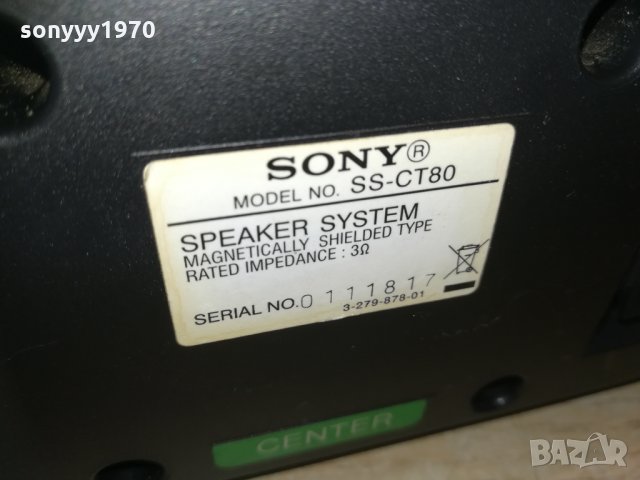 sonyyy1970
SONY®
MODEL NO. SS-CT80
SPEAKER SYSTEM
MAGNETICALLY SHIELDED TYPE
RATED IMPEDANCE : 3Ω
SERIAL NO. 0111817
3-279-878-01
CENTER
BAZAR